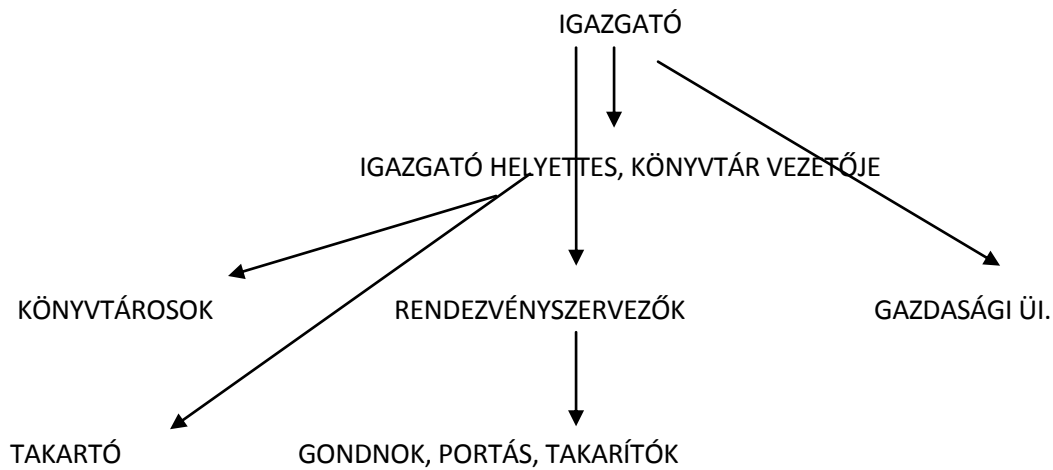 IGAZGATÓ
IGAZGATÓ HELYETTES, KÖNYVTÁR VEZETŐJE
KÖNYVTÁROSOK RENDEZVÉNYSZERVEZŐK GAZDASÁGI ÜI.
TAKARTÓ GONDNOK, PORTÁS, TAKARÍTÓK